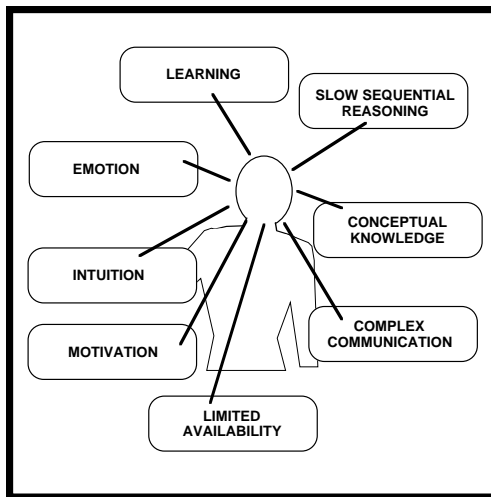 LEARNING
SLOW SEQUENTIAL
REASONING
EMOTION
CONCEPTUAL
KNOWLEDGE
INTUITION
COMPLEX
COMMUNICATION
MOTIVATION
LIMITED
AVAILABILITY